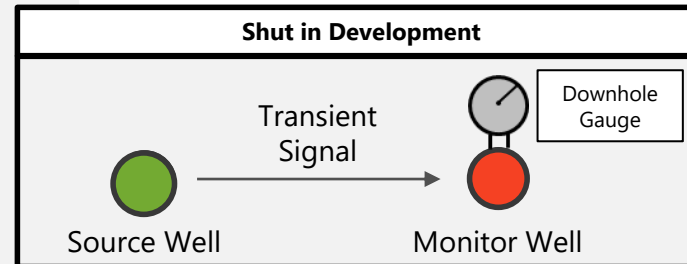 Shut in Development
Downhole
Gauge
Transient
Signal
Source Well
Monitor Well